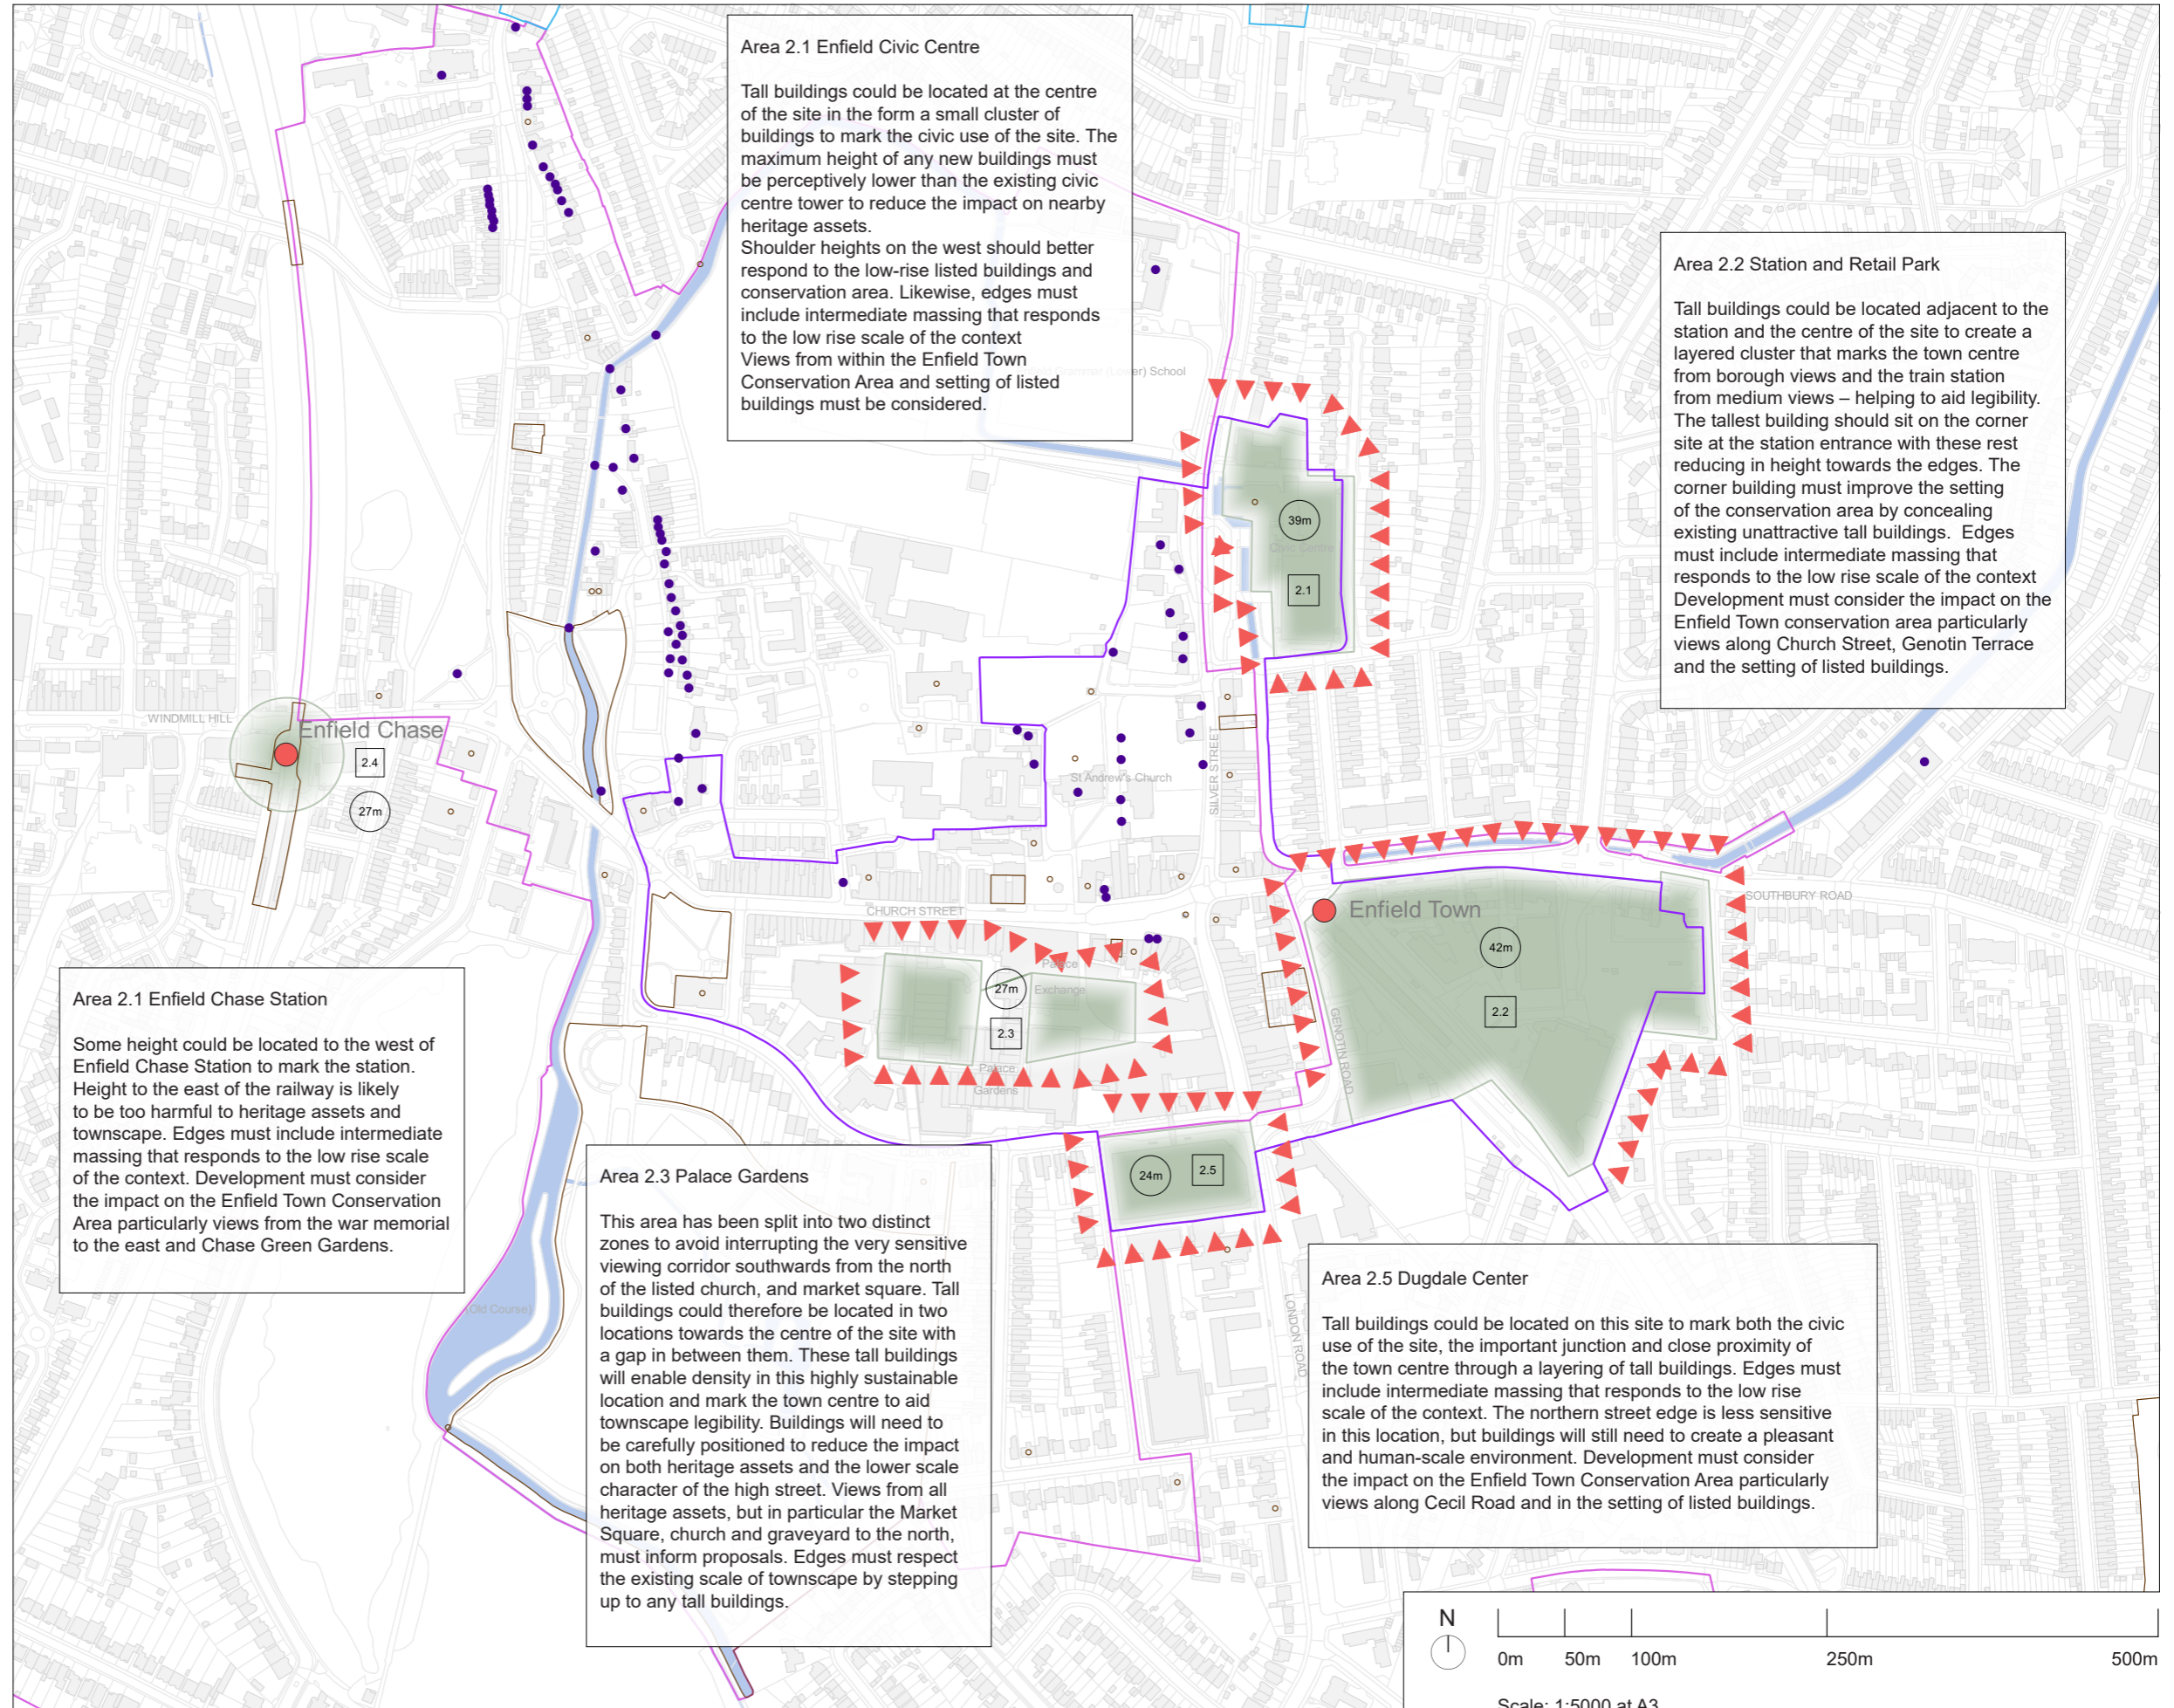 Area 2.1 Enfield Civic Centre
Tall buildings could be located at the centre
of the site in the form a small cluster of
buildings to mark the civic use of the site. The
maximum height of any new buildings must
be perceptively lower than the existing civic
centre tower to reduce the impact on nearby
heritage assets.
Shoulder heights on the west should better
respond to the low-rise listed buildings and
conservation area. Likewise, edges must
include intermediate massing that responds
to the low rise scale of the context
Views from within the Enfield Town
Conservation Area and setting of listed
buildings must be considered.
Area 2.2 Station and Retail Park
Tall buildings could be located adjacent to the
station and the centre of the site to create a
layered cluster that marks the town centre
from borough views and the train station
from medium views – helping to aid legibility.
The tallest building should sit on the corner
site at the station entrance with these rest
reducing in height towards the edges. The
corner building must improve the setting
of the conservation area by concealing
existing unattractive tall buildings. Edges
must include intermediate massing that
responds to the low rise scale of the context
Development must consider the impact on the
Enfield Town conservation area particularly
views along Church Street, Genotin Terrace
and the setting of listed buildings.
Grammar (Lower) School
39m
Civic Centre
2.1
WINDMILL HILL
Enfield Chase
2.4
27m
St Andrew's Church
SILVER STREET
CHURCH STREET
Enfield Town
SOUTHBURY ROAD
42m
2.2
Palace
Exchange
27m
2.3
Palace
Gardens
GENOTIN ROAD
24m
2.5
LONDON ROAD
(Old Course)
Area 2.1 Enfield Chase Station
Some height could be located to the west of
Enfield Chase Station to mark the station.
Height to the east of the railway is likely
to be too harmful to heritage assets and
townscape. Edges must include intermediate
massing that responds to the low rise scale
of the context. Development must consider
the impact on the Enfield Town Conservation
Area particularly views from the war memorial
to the east and Chase Green Gardens.
Area 2.3 Palace Gardens
This area has been split into two distinct
zones to avoid interrupting the very sensitive
viewing corridor southwards from the north
of the listed church, and market square. Tall
buildings could therefore be located in two
locations towards the centre of the site with
a gap in between them. These tall buildings
will enable density in this highly sustainable
location and mark the town centre to aid
townscape legibility. Buildings will need to
be carefully positioned to reduce the impact
on both heritage assets and the lower scale
character of the high street. Views from all
heritage assets, but in particular the Market
Square, church and graveyard to the north,
must inform proposals. Edges must respect
the existing scale of townscape by stepping
up to any tall buildings.
Area 2.5 Dugdale Center
Tall buildings could be located on this site to mark both the civic
use of the site, the important junction and close proximity of
the town centre through a layering of tall buildings. Edges must
include intermediate massing that responds to the low rise
scale of the context. The northern street edge is less sensitive
in this location, but buildings will still need to create a pleasant
and human-scale environment. Development must consider
the impact on the Enfield Town Conservation Area particularly
views along Cecil Road and in the setting of listed buildings.
N
0m 50m 100m 250m 500m
Scale: 1:5000 at A3